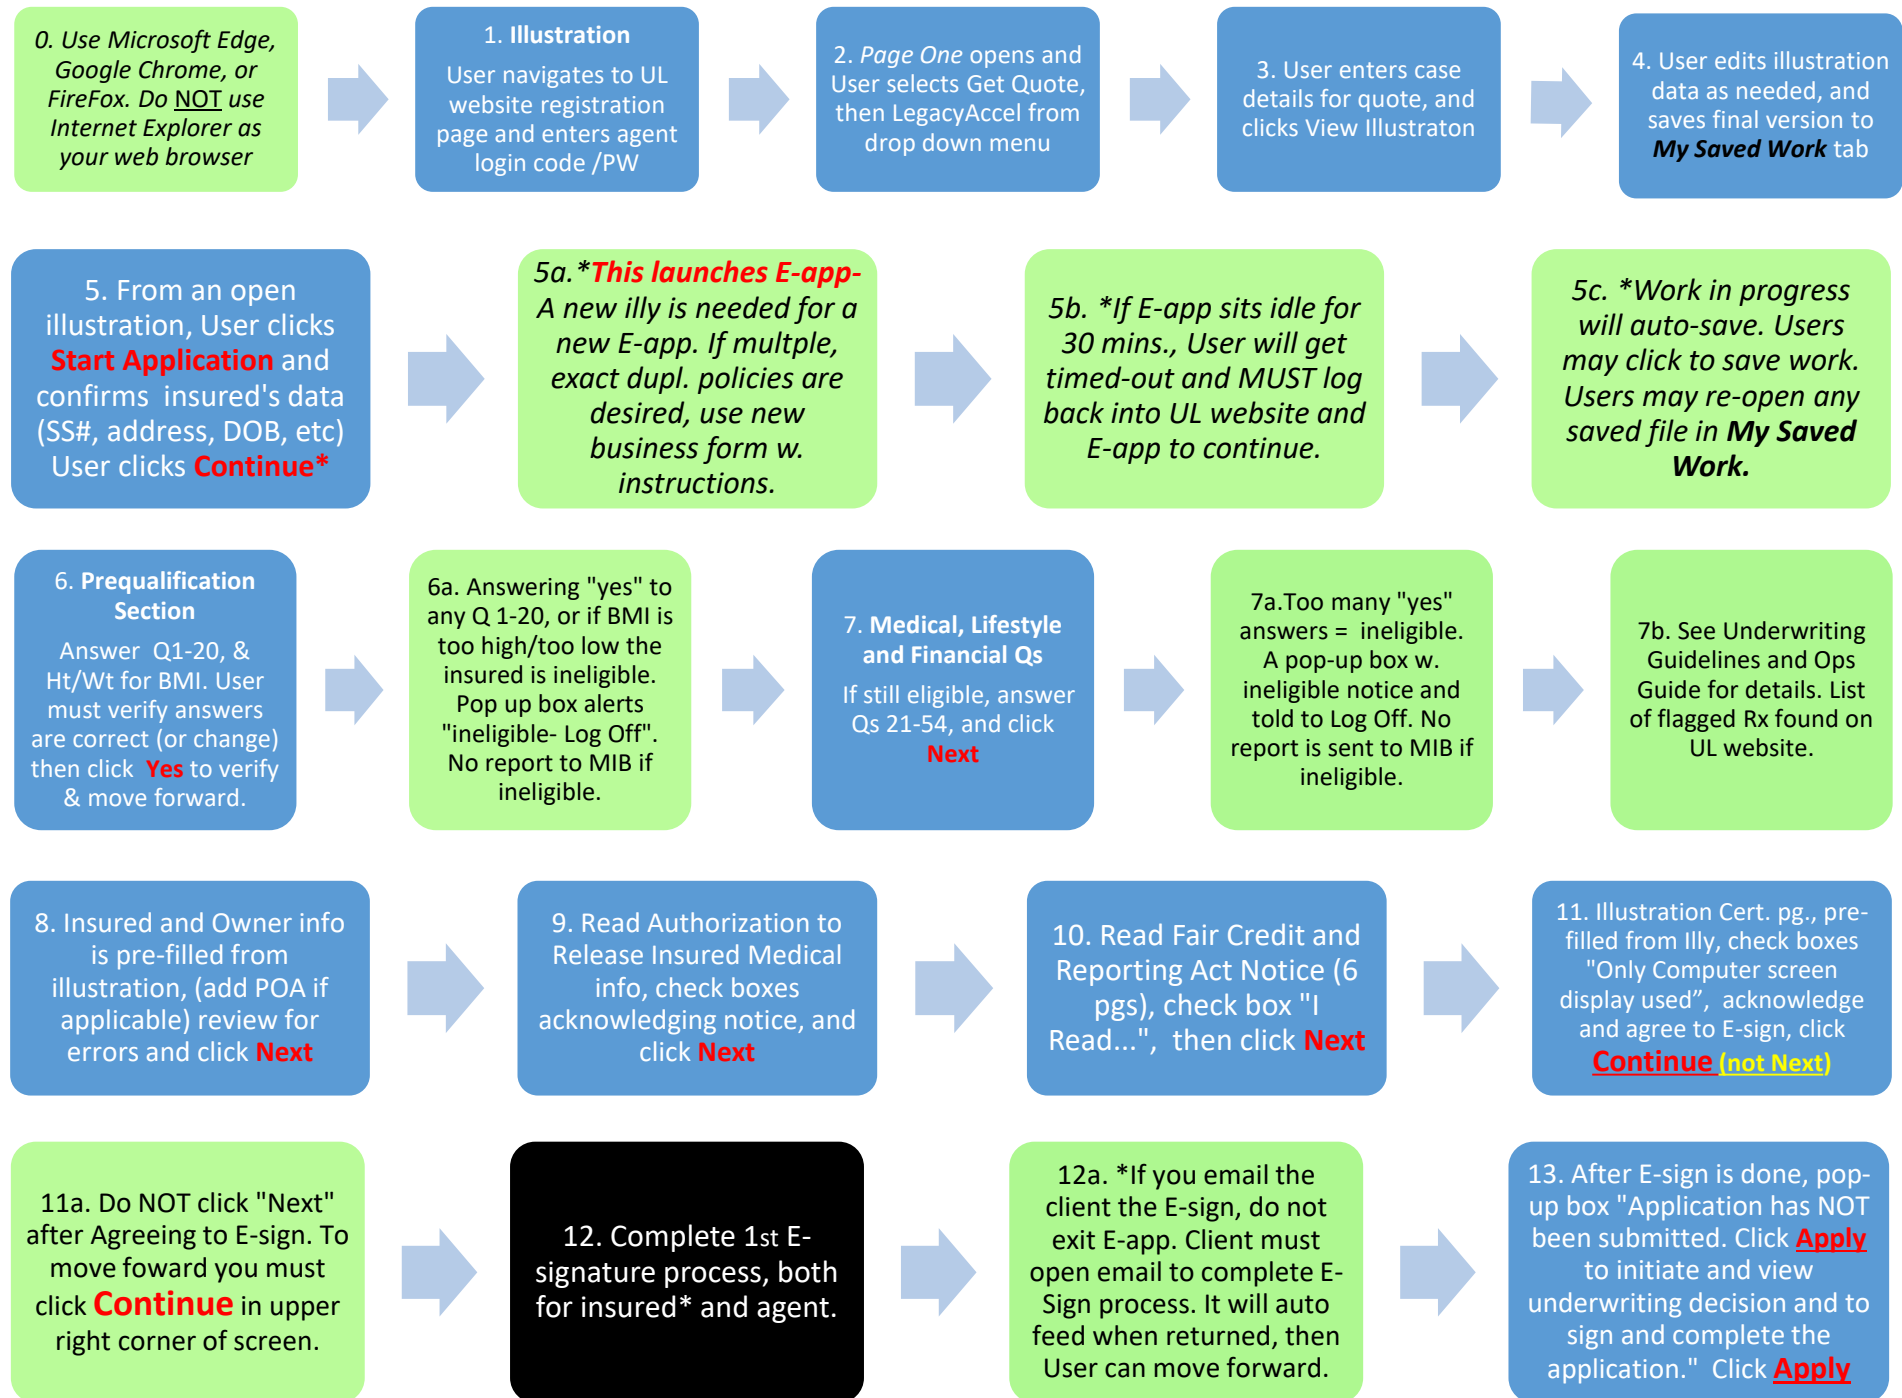 0. Use Microsoft Edge,
Google Chrome, or
FireFox. Do NOT use
Internet Explorer as
your web browser
1. Illustration
User navigates to UL
website registration
page and enters agent
login code /PW
2. Page One opens and
User selects Get Quote,
then LegacyAccel from
drop down menu
3. User enters case
details for quote, and
clicks View Illustraton
4. User edits illustration
data as needed, and
saves final version to
My Saved Work tab
5. From an open
illustration, User clicks
Start Application and
confirms insured's data
(SS#, address, DOB, etc)
User clicks Continue*
5a.*This launches E-app-
A new illy is needed for a
new E-app. If multple,
exact dupl. policies are
desired, use new
business form w.
instructions.
5b. *If E-app sits idle for
30 mins., User will get
timed-out and MUST log
back into UL website and
E-app to continue.
5c. *Work in progress
will auto-save. Users
may click to save work.
Users may re-open any
saved file in My Saved
Work.
6. Prequalification
Section
Answer Q1-20, &
Ht/Wt for BMI. User
must verify answers
are correct (or change)
then click Yes to verify
& move forward.
6a. Answering "yes" to
any Q 1-20, or if BMI is
too high/too low the
insured is ineligible.
Pop up box alerts
"ineligible- Log Off".
No report to MIB if
ineligible.
7. Medical, Lifestyle
and Financial Qs
If still eligible, answer
Qs 21-54, and click
Next
7a.Too many "yes"
answers = ineligible.
A pop-up box w.
ineligible notice and
told to Log Off. No
report is sent to MIB if
ineligible.
7b. See Underwriting
Guidelines and Ops
Guide for details. List
of flagged Rx found on
UL website.
8. Insured and Owner info
is pre-filled from
illustration, (add POA if
applicable) review for
errors and click Next
9. Read Authorization to
Release Insured Medical
info, check boxes
acknowledging notice, and
click Next
10. Read Fair Credit and
Reporting Act Notice (6
pgs), check box "I
Read...", then click Next
11. Illustration Cert. pg., pre-
filled from Illy, check boxes
"Only Computer screen
display used”, acknowledge
and agree to E-sign, click
Continue (not Next)
11a. Do NOT click "Next"
after Agreeing to E-sign. To
move foward you must
click Continue in upper
right corner of screen.
12. Complete 1st E-
signature process, both
for insured* and agent.
12a. *If you email the
client the E-sign, do not
exit E-app. Client must
open email to complete E-
Sign process. It will auto
feed when returned, then
User can move forward.
13. After E-sign is done, pop-
up box "Application has NOT
been submitted. Click Apply
to initiate and view
underwriting decision and to
sign and complete the
application." Click Apply